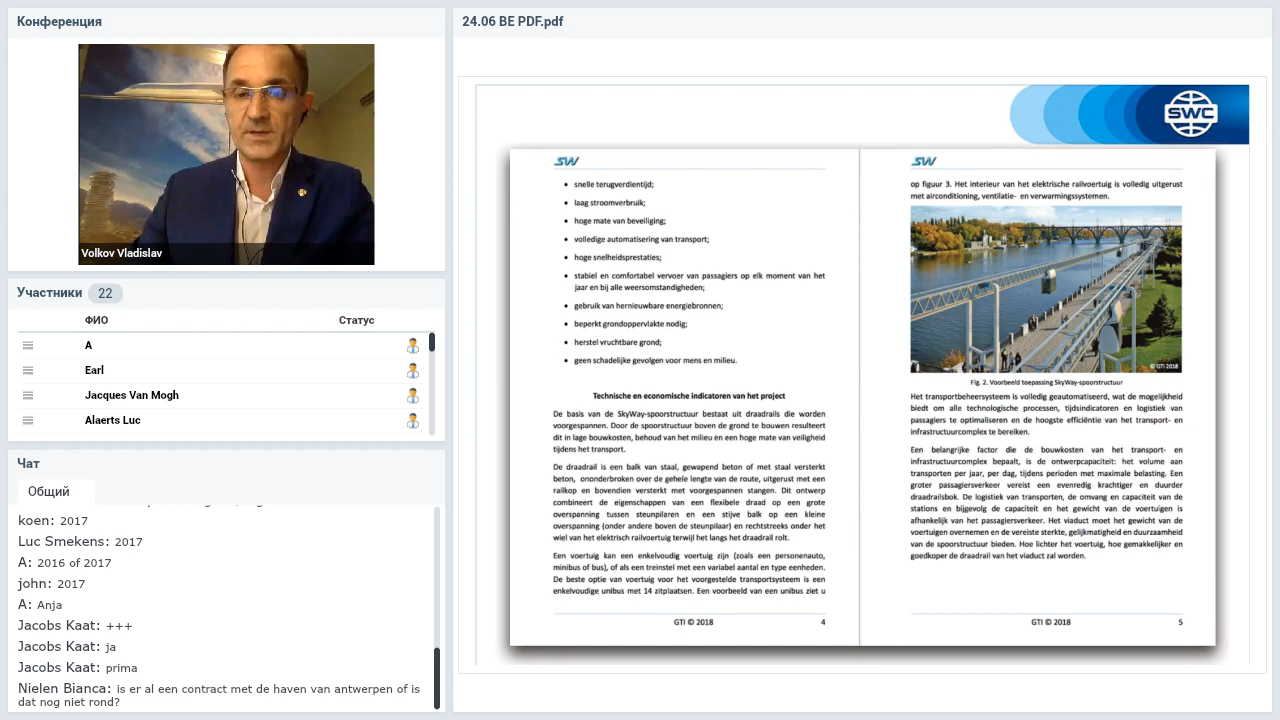 Конференция
Volkov Vladislav
Участники 22
ФИО Статус
A
Earl
Jacques Van Mogh
Alaerts Luc
Чат
Общий
koen: 2017
Luc Smekens: 2017
A: 2016 of 2017
john: 2017
A: Anja
Jacobs Kaat: +++
Jacobs Kaat: ja
Jacobs Kaat: prima
Nielen Bianca: is er al een contract met de haven van antwerpen of is
dat nog niet rond?
24.06 BE PDF.pdf
SWC
SW
• snelle terugverdientijd;
• laag stroomverbruik;
• hoge mate van beveiliging;
• volledige automatisering van transport;
• hoge snelheidsprestaties;
• stabiel en comfortabel vervoer van passagiers op elk moment van het
jaar en bij alle weersomstandigheden;
• gebruik van hernieuwbare energiebronnen;
• beperkt grondoppervlakte nodig;
• herstel vruchtbare grond;
• geen schadelijke gevolgen voor mens en milieu.
Technische en economische indicatoren van het project
De basis van de SkyWay-spoorstructuur bestaat uit draadrails die worden
voorgespannen. Door de spoorstructuur boven de grond te bouwen resulteert
dit in lage bouwkosten, behoud van het milieu en een hoge mate van veiligheid
tijdens het transport.
De draadrail is een balk van staal, gewapend beton of met staal versterkt
beton, ononderbroken over de gehele lengte van de route, uitgerust met een
railkop en bovendien versterkt met voorgespannen stangen. Dit ontwerp
combineert de eigenschappen van een flexibele draad op een grote
overspanning tussen steunpilaren en een stijve balk op een kleine
overspanning (onder andere boven de steunpilaar) en rechtstreeks onder het
wiel van het elektrisch railvoertuig terwijl het langs het draadrail rolt.
Een voertuig kan een enkelvoudig voertuig zijn (zoals een personenauto,
minibus of bus), of als een treinstel met een variabel aantal en type eenheden.
De beste optie van voertuig voor het voorgestelde transportsysteem is een
enkelvoudige unibus met 14 zitplaatsen. Een voorbeeld van een unibus ziet u
GTI © 2018 4
SW
op figuur 3. Het interieur van het elektrische railvoertuig is volledig uitgerust
met airconditioning, ventilatie- en verwarmingssystemen.
© GTI 2018
Fig. 2. Voorbeeld toepassing SkyWay-spoorstructuur
Het transportbeheersysteem is volledig geautomatiseerd, wat de mogelijkheid
biedt om alle technologische processen, tijdsindicatoren en logistiek van
passagiers te optimaliseren en de hoogste efficiëntie van het transport- en
infrastructuurcomplex te bereiken.
Een belangrijke factor die de bouwkosten van het transport- en
infrastructuurcomplex bepaalt, is de ontwerpcapaciteit: het volume aan
transporten per jaar, per dag, tijdens perioden met maximale belasting. Een
groter passagiersverkeer vereist een evenredig krachtiger en duurder
draadrailsbok. De logistiek van transporten, de omvang en capaciteit van de
stations en bijgevolg de capaciteit en het gewicht van de voertuigen is
afhankelijk van het passagiersverkeer. Het viaduct moet het gewicht van de
voertuigen overnemen en de vereiste sterkte, gelijkmatigheid en duurzaamheid
van de spoorstructuur bieden. Hoe lichter het voertuig, hoe gemakkelijker en
goedkoper de draadrail van het viaduct zal worden.
GTI © 2018 5